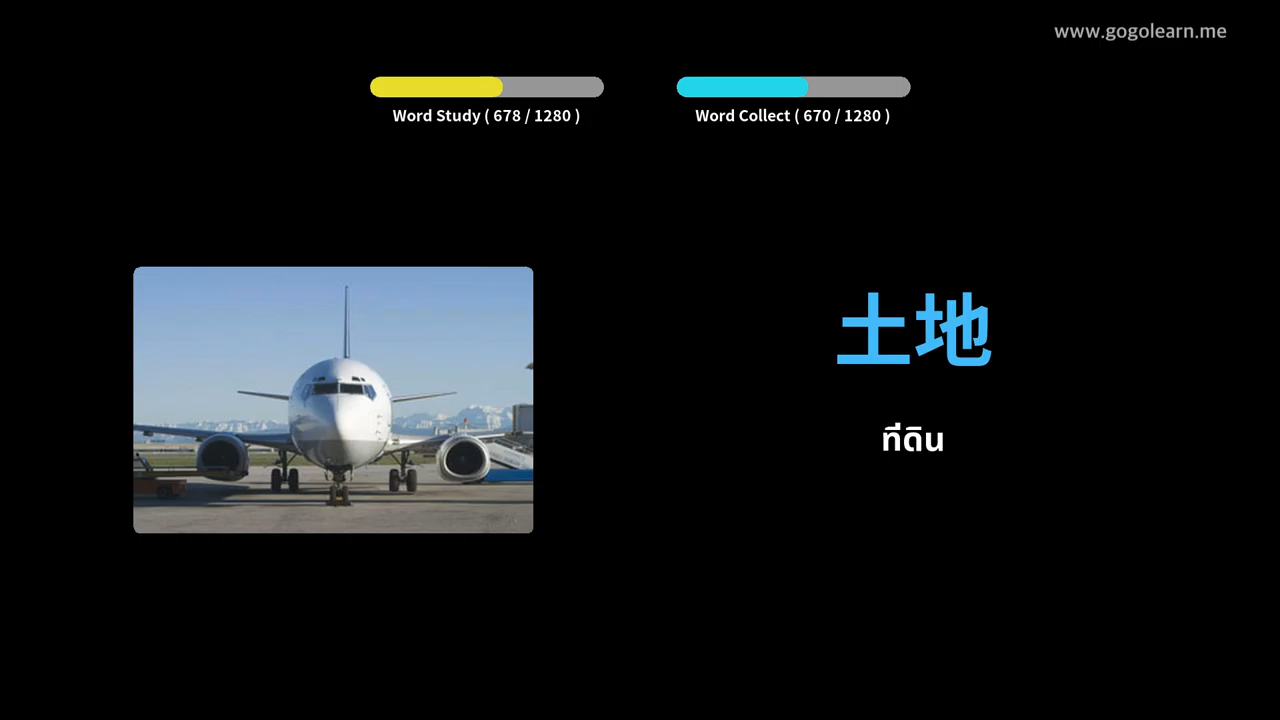 www.gogolearn.me
Word Study ( 678 / 1280 )
Word Collect ( 670 / 1280 )
土地
ที่ดิน